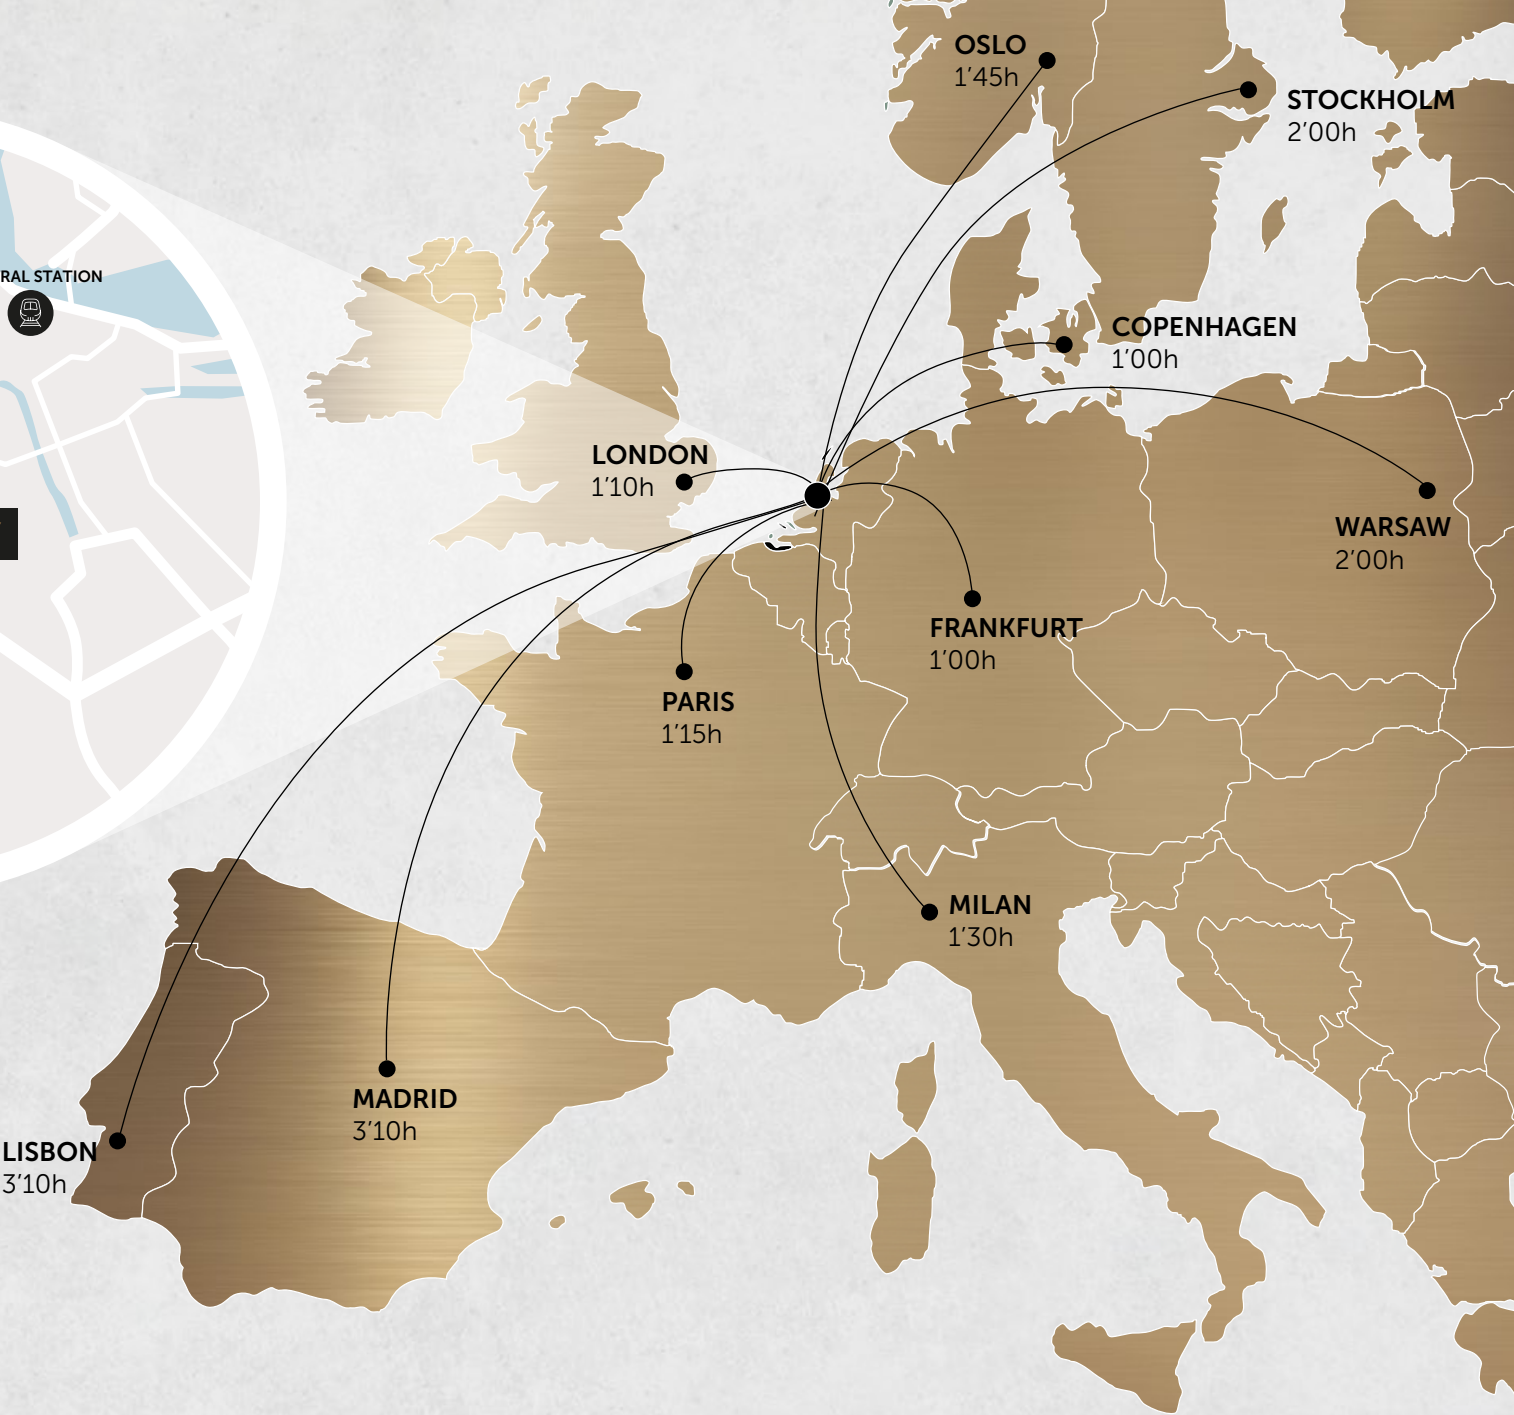 OSLO
1'45h
STOCKHOLM
2'00h
RAL STATION
COPENHAGEN
1'00h
LONDON
1'10h
WARSAW
2'00h
FRANKFURT
1'00h
PARIS
1'15h
MILAN
1'30h
MADRID
3'10h
LISBON
3'10h